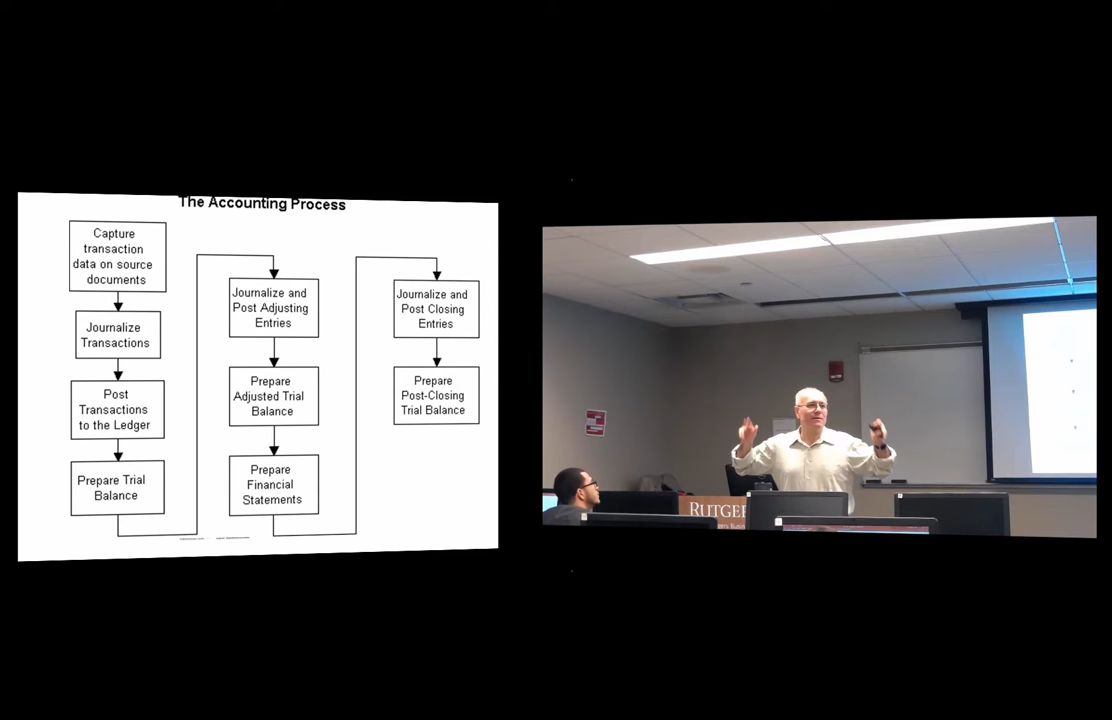 The Accounting Process
Capture
transaction
data on source
documents
Journalize
Transactions
Post
Transactions
to the Ledger
Prepare Trial
Balance
Journalize and
Post Adjusting
Entries
Prepare
Adjusted Trial
Balance
Prepare
Financial
Statements
Journalize and
Post Closing
Entries
Prepare
Post-Closing
Trial Balance
RUTGE